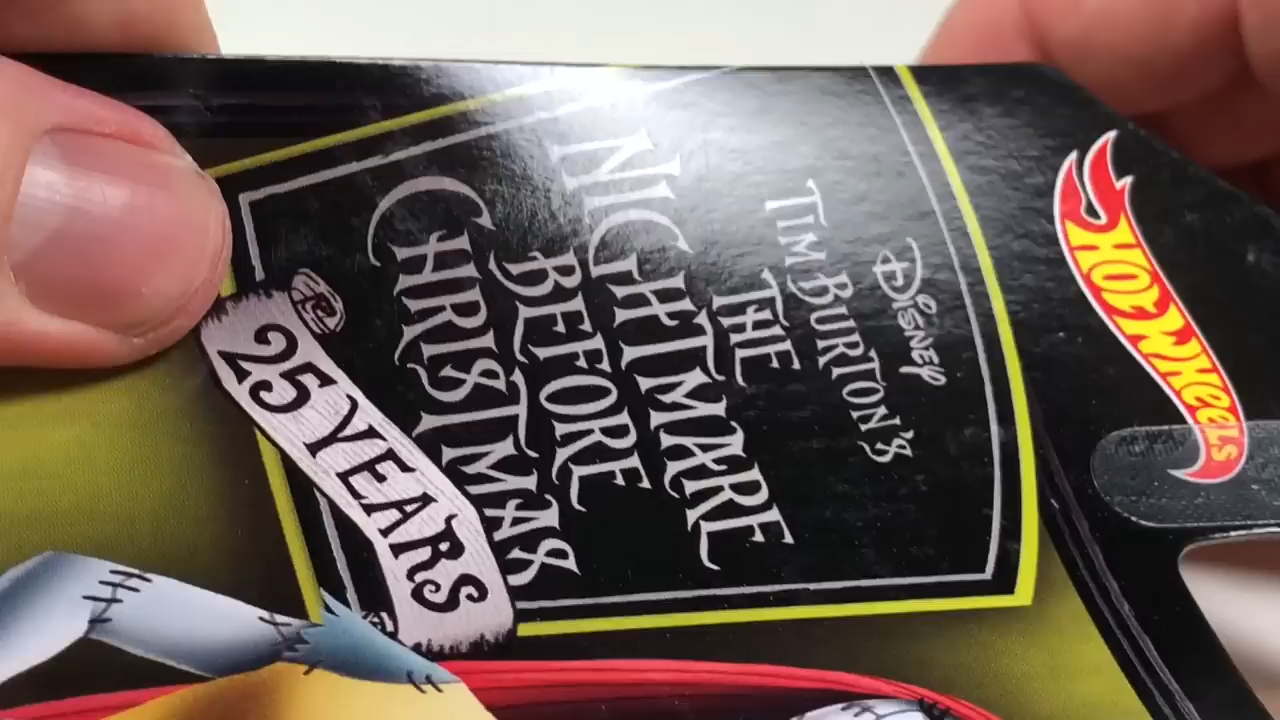 HOT WHEELS
DISNEY
TIM BURTON'S
THE
NIGHTMARE
BEFORE
CHRISTMAS
25 YEARS